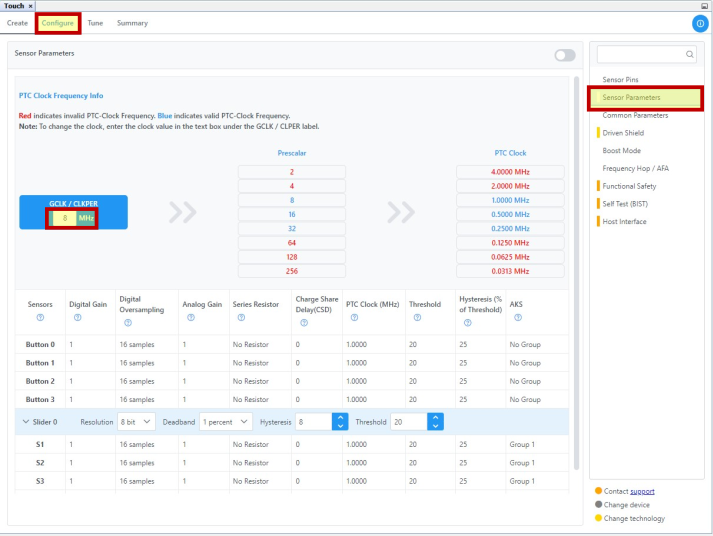 Touch ×
Create Configure Tune Summary
Sensor Parameters
PTC Clock Frequency Info
Red indicates invalid PTC-Clock Frequency. Blue indicates valid PTC-Clock Frequency.
Note: To change the clock, enter the clock value in the text box under the GCLK / CLPER label.
Prescalar PTC Clock
2 4.0000 MHz
4 2.0000 MHz
8 1.0000 MHz
GCLK / CLKPER
8 MHz
16 0.5000 MHz
32 0.2500 MHz
64 0.1250 MHz
128 0.0625 MHz
256 0.0313 MHz
Sensors Digital Gain Digital Oversampling Analog Gain Series Resistor Charge Share Delay(CSD) PTC Clock (MHz) Threshold Hysteresis (% of Threshold) AKS
Button 0 1 16 samples 1 No Resistor 0 1.0000 20 25 No Group
Button 1 1 16 samples 1 No Resistor 0 1.0000 20 25 No Group
Button 2 1 16 samples 1 No Resistor 0 1.0000 20 25 No Group
Button 3 1 16 samples 1 No Resistor 0 1.0000 20 25 No Group
Slider 0 Resolution 8 bit Deadband 1 percent Hysteresis 8 Threshold 20
S1 1 16 samples 1 No Resistor 0 1.0000 20 25 Group 1
S2 1 16 samples 1 No Resistor 0 1.0000 20 25 Group 1
S3 1 16 samples 1 No Resistor 0 1.0000 20 25 Group 1
Sensor Pins
Sensor Parameters
Common Parameters
Driven Shield
Boost Mode
Frequency Hop / AFA
Functional Safety
Self Test (BIST)
Host Interface
Contact support
Change device
Change technology